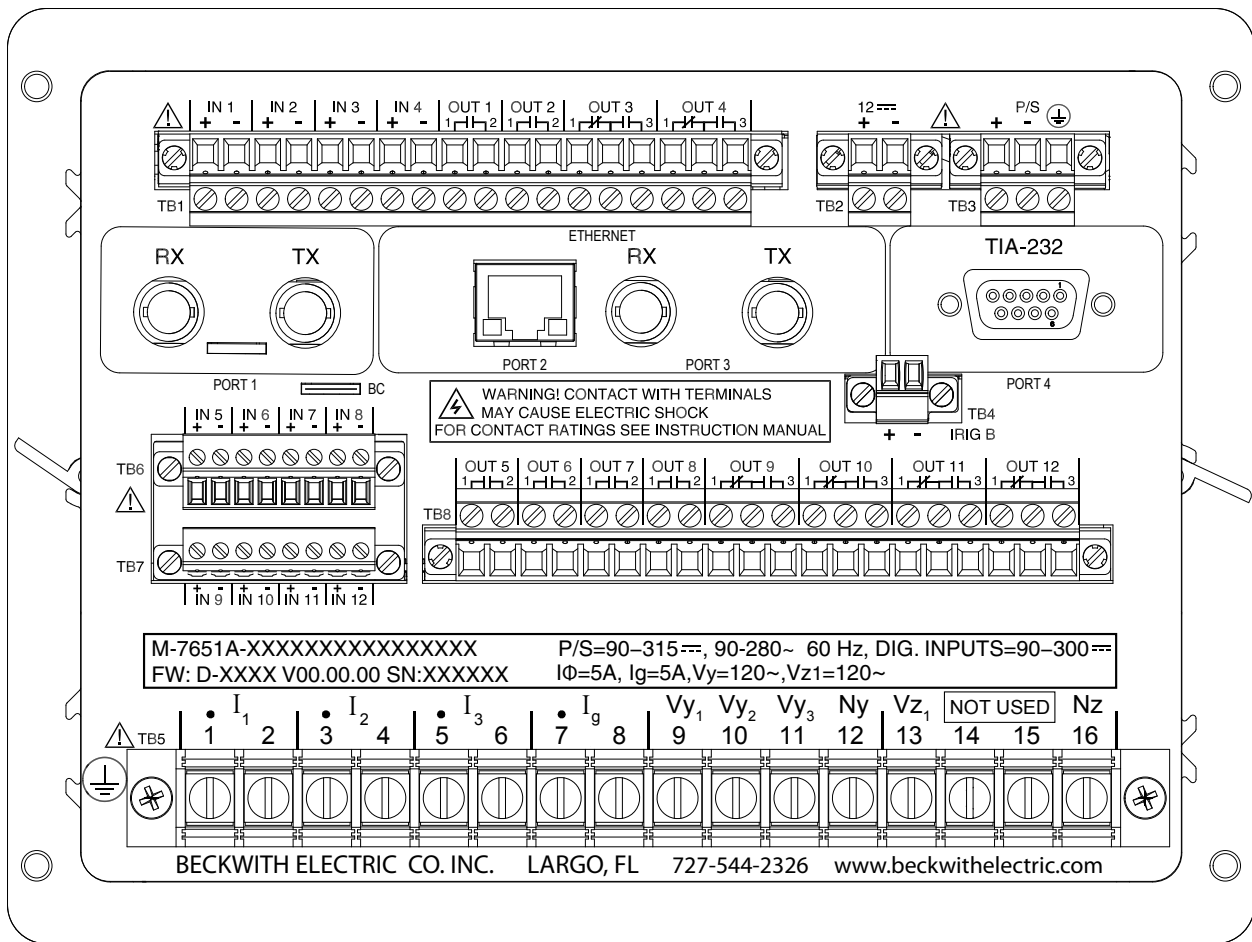 IN 1 IN 2 IN 3 IN 4 OUT 1 OUT 2 OUT 3 OUT 4
+ - + - + - + - 1 2 1 2 1 3 1 3
12 P/S
+ - + -
TB1 TB2 TB3
ETHERNET
RX TX RX TX TIA-232
1
6
PORT 1 PORT 2 PORT 3 PORT 4
BC
WARNING! CONTACT WITH TERMINALS
MAY CAUSE ELECTRIC SHOCK
FOR CONTACT RATINGS SEE INSTRUCTION MANUAL
TB4
+ - IRIG B
IN 5 IN 6 IN 7 IN 8
+ - + - + - + -
TB6
TB7
+ - + - + - + -
IN 9 IN 10 IN 11 IN 12
OUT 5 OUT 6 OUT 7 OUT 8 OUT 9 OUT 10 OUT 11 OUT 12
1 2 1 2 1 2 1 2 1 3 1 3 1 3 1 3
TB8
M-7651A-XXXXXXXXXXXXXXXX P/S=90–315⎓, 90-280~ 60 Hz, DIG. INPUTS=90–300⎓
FW: D-XXXX V00.00.00 SN:XXXXXX IΦ=5A, Ig=5A,Vy=120~,Vz1=120~
I1 I2 I3 Ig Vy1 Vy2 Vy3 Ny Vz1 NOT USED Nz
TB5 1 2 3 4 5 6 7 8 9 10 11 12 13 14 15 16
BECKWITH ELECTRIC CO. INC. LARGO, FL 727-544-2326 www.beckwithelectric.com